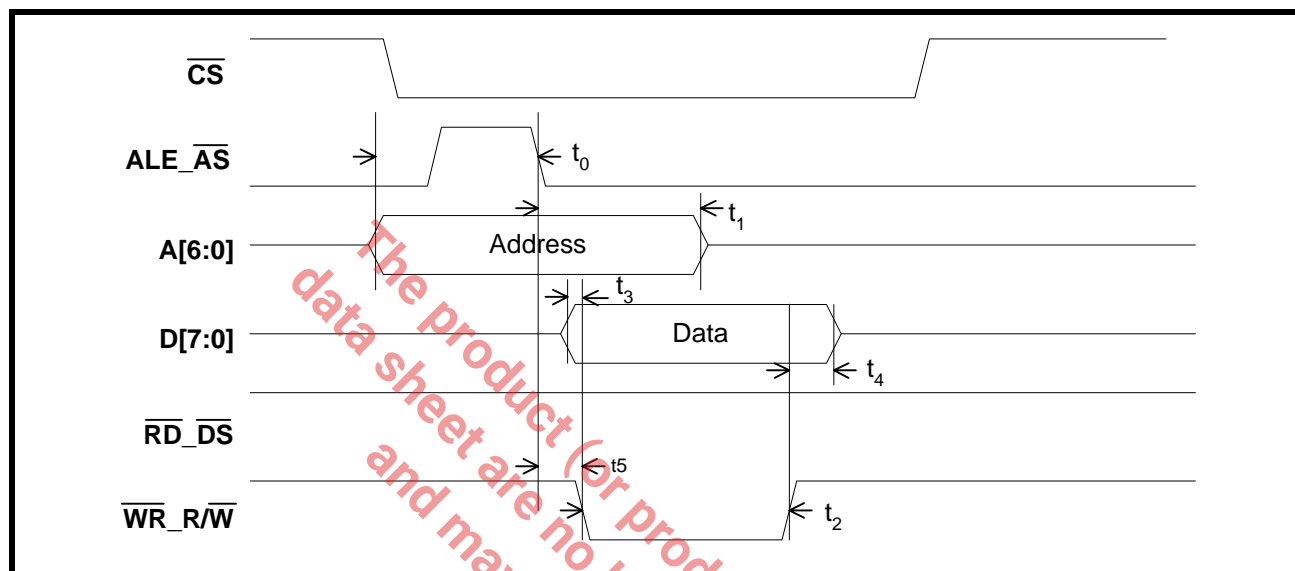 CS
ALE_AS
t0
A[6:0]
Address
t1
D[7:0]
Data
t3
t4
RD_DS
t5
WR_R/W
t2
The product (or prod
data sheet are no
and may